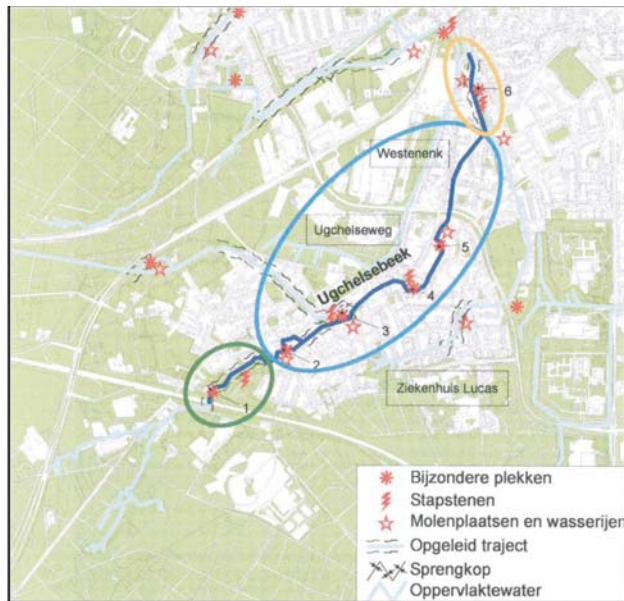 6
Westenenk
Ugchelseweg
5
Ugchelsebeek
4
3
2
Ziekenhuis Lucas
1
Bijzondere plekken
Stapstenen
Molenplaatsen en wasserijen
Opgeleid traject
Sprengkop
Oppervlaktewater